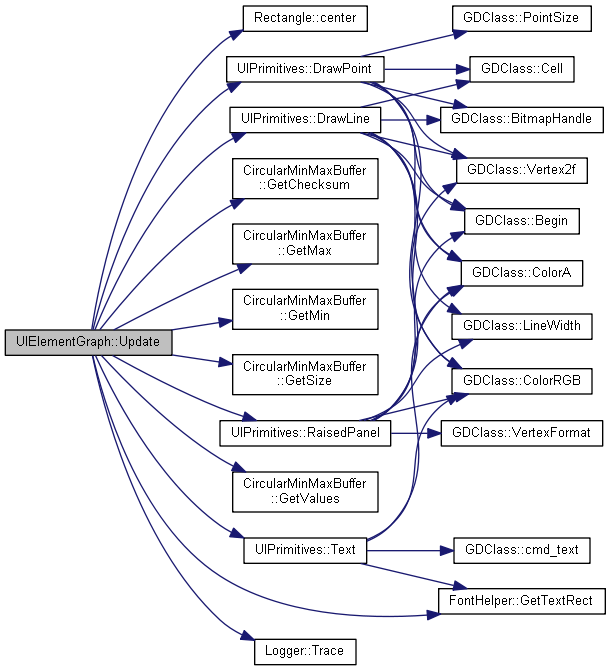 Rectangle::center
GDClass::PointSize
UIPrimitives::DrawPoint
GDClass::Cell
UIPrimitives::DrawLine
GDClass::BitmapHandle
CircularMinMaxBuffer
::GetChecksum
GDClass::Vertex2f
GDClass::Begin
CircularMinMaxBuffer
::GetMax
GDClass::ColorA
CircularMinMaxBuffer
::GetMin
GDClass::LineWidth
UIElementGraph::Update
CircularMinMaxBuffer
::GetSize
GDClass::ColorRGB
UIPrimitives::RaisedPanel
GDClass::VertexFormat
CircularMinMaxBuffer
::GetValues
UIPrimitives::Text
GDClass::cmd_text
FontHelper::GetTextRect
Logger::Trace